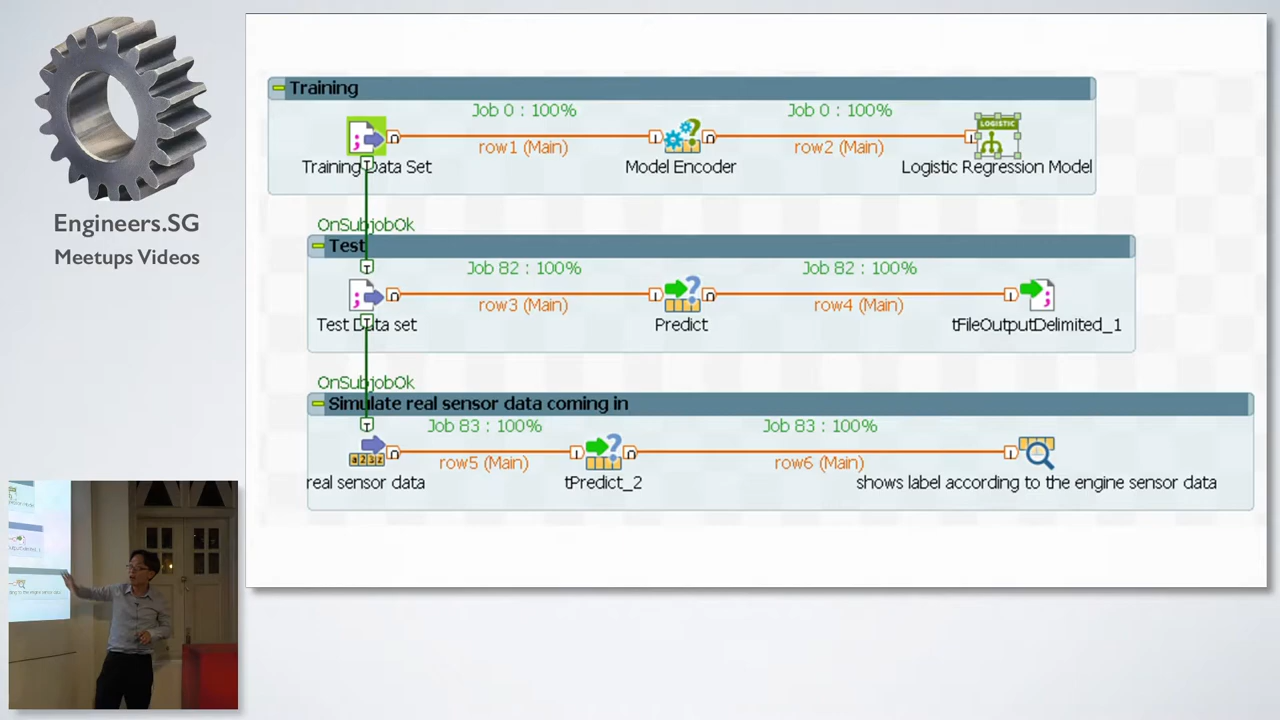 Engineers.SG
Meetups Videos
Training
Job 0 : 100%
Job 0 : 100%
row1 (Main)
row2 (Main)
LOGISTIC
Training Data Set
Model Encoder
Logistic Regression Model
OnSubjobOk
Test
Job 82 : 100%
Job 82 : 100%
row3 (Main)
row4 (Main)
Test Data set
Predict
tFileOutputDelimited_1
OnSubjobOk
Simulate real sensor data coming in
Job 83 : 100%
Job 83 : 100%
row5 (Main)
row6 (Main)
real sensor data
tPredict_2
shows label according to the engine sensor data